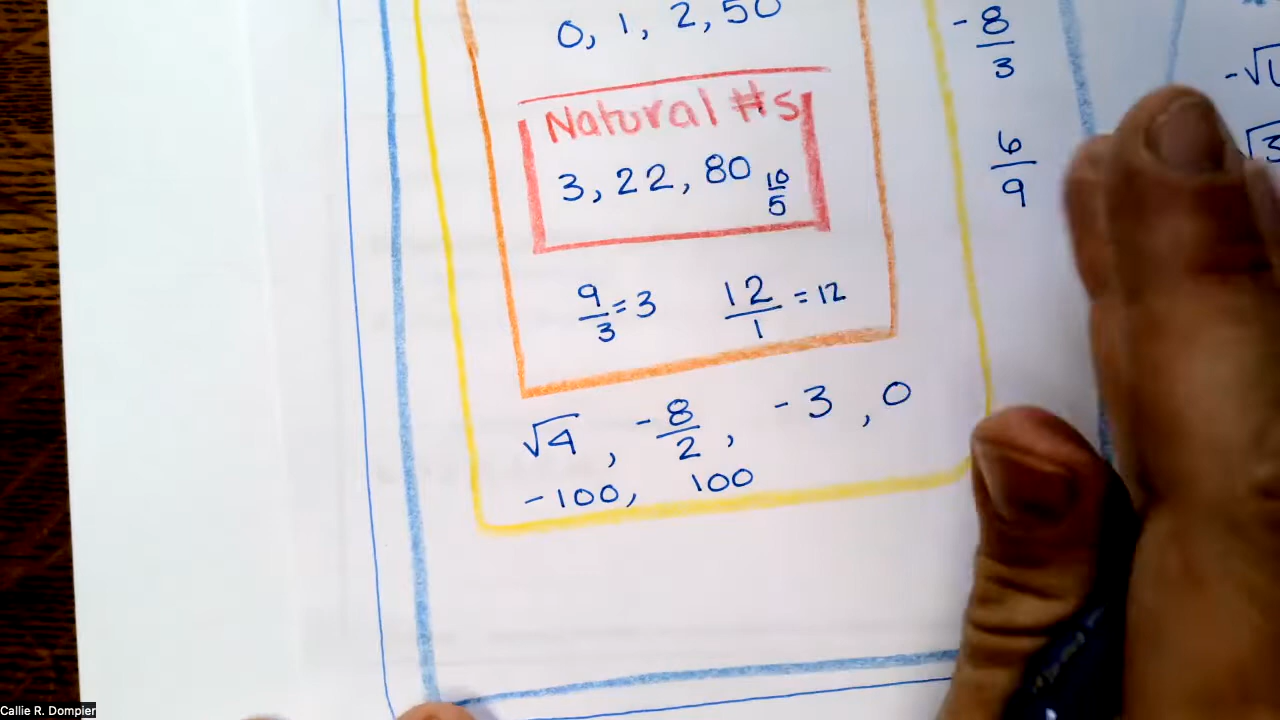 0, 1, 2, 50
Natural #s
3, 22, 80 10/5
9/3 = 3 12/1 = 12
√4, -8/2, -3, 0
-100, 100
-8/3
6/9
Callie R. Dompier